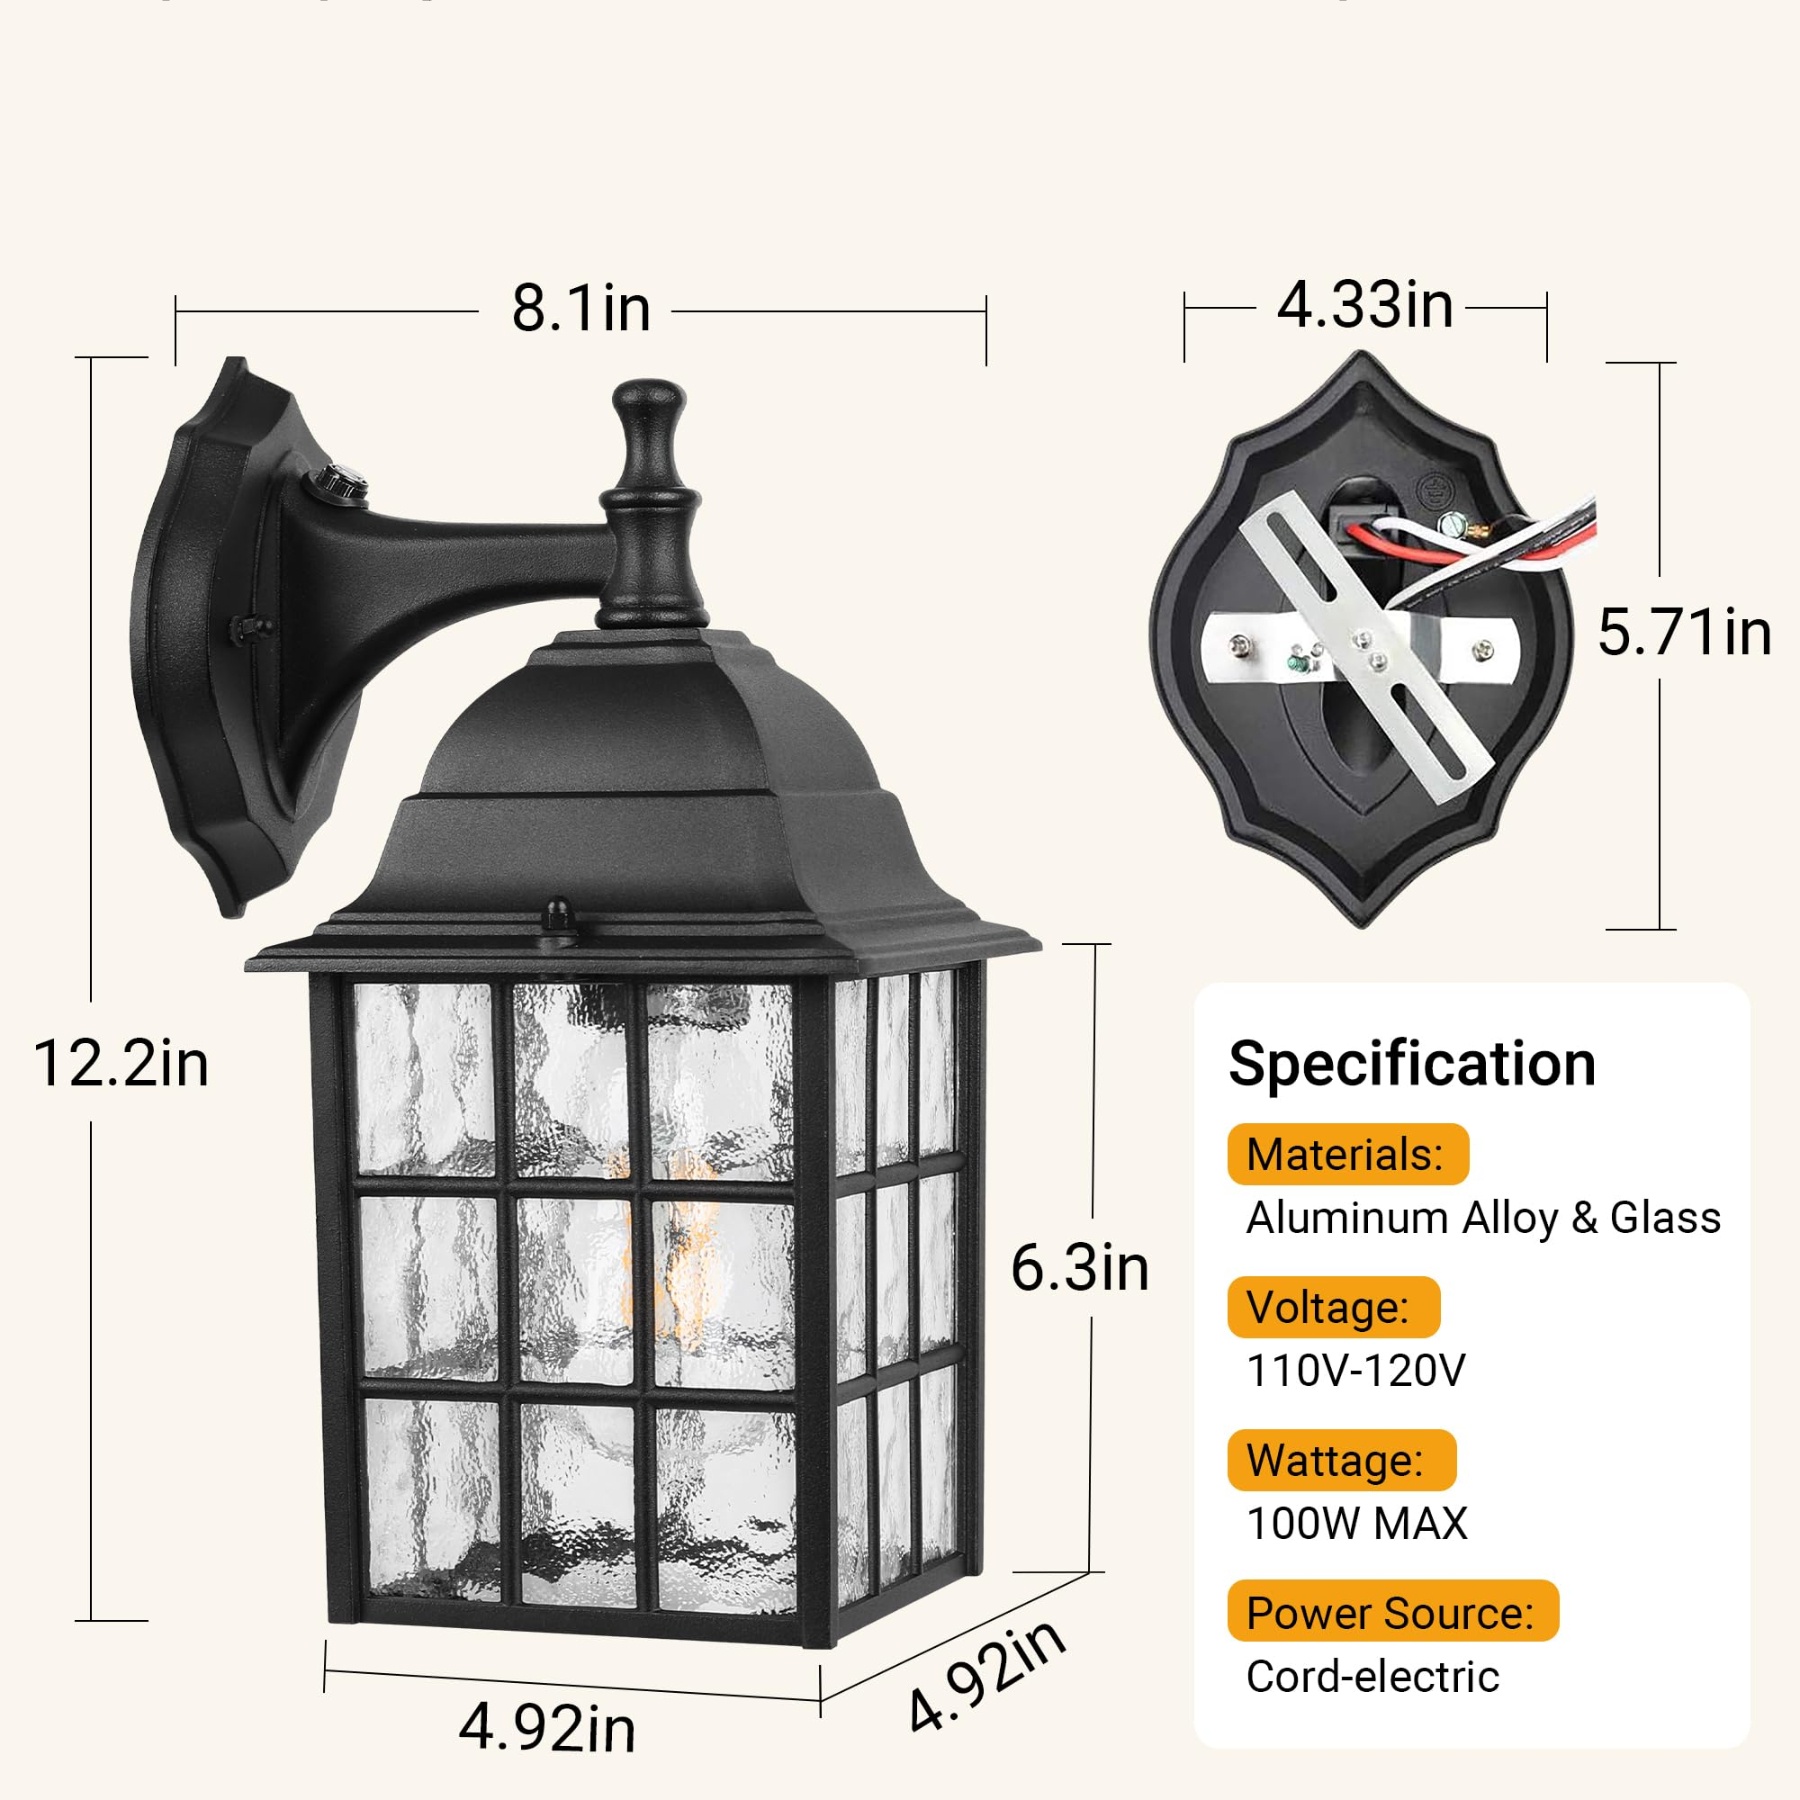 8.1in
4.33in
5.71in
12.2in
6.3in
4.92in
4.92in
Specification
Materials:
Aluminum Alloy & Glass
Voltage:
110V-120V
Wattage:
100W MAX
Power Source:
Cord-electric